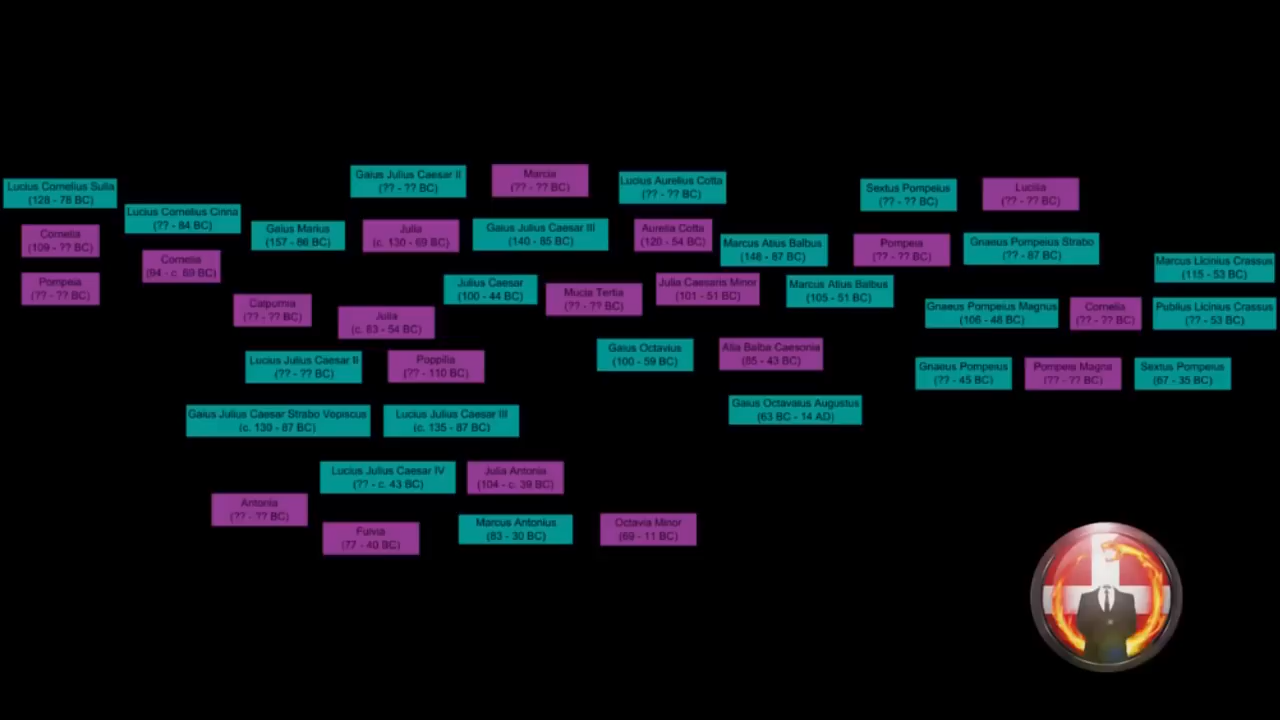 Gaius Julius Caesar II
(?? - ?? BC)
Marcia
(?? - ?? BC)
Lucius Aurelius Cotta
(?? - ?? BC)
Lucius Cornelius Sulla
(128 - 78 BC)
Sextus Pompeius
(?? - ?? BC)
Lucilia
(?? - ?? BC)
Lucius Cornelius Cinna
(?? - 84 BC)
Cornelia
(109 - ?? BC)
Gaius Marius
(157 - 86 BC)
Julia
(c. 130 - 69 BC)
Gaius Julius Caesar III
(140 - 85 BC)
Aurelia Cotta
(120 - 54 BC)
Marcus Atius Balbus
(148 - 87 BC)
Pompeia
(?? - ?? BC)
Gnaeus Pompeius Strabo
(?? - 87 BC)
Cornelia
(94 - c. 69 BC)
Marcus Licinius Crassus
(115 - 53 BC)
Pompeia
(?? - ?? BC)
Julius Caesar
(100 - 44 BC)
Mucia Tertia
(?? - ?? BC)
Julia Caesaris Minor
(101 - 51 BC)
Marcus Atius Balbus
(105 - 51 BC)
Calpurnia
(?? - ?? BC)
Julia
(c. 83 - 54 BC)
Gnaeus Pompeius Magnus
(106 - 48 BC)
Cornelia
(?? - ?? BC)
Publius Licinius Crassus
(?? - 53 BC)
Lucius Julius Caesar II
(?? - ?? BC)
Poppilia
(?? - 110 BC)
Gaius Octavius
(100 - 59 BC)
Atia Balba Caesonia
(85 - 43 BC)
Gnaeus Pompeius
(?? - 45 BC)
Pompeia Magna
(?? - ?? BC)
Sextus Pompeius
(67 - 35 BC)
Gaius Julius Caesar Strabo Vopiscus
(c. 130 - 87 BC)
Lucius Julius Caesar III
(c. 135 - 87 BC)
Gaius Octavaius Augustus
(63 BC - 14 AD)
Lucius Julius Caesar IV
(?? - c. 43 BC)
Julia Antonia
(104 - c. 39 BC)
Antonia
(?? - ?? BC)
Fulvia
(?? - 40 BC)
Marcus Antonius
(83 - 30 BC)
Octavia Minor
(69 - 11 BC)